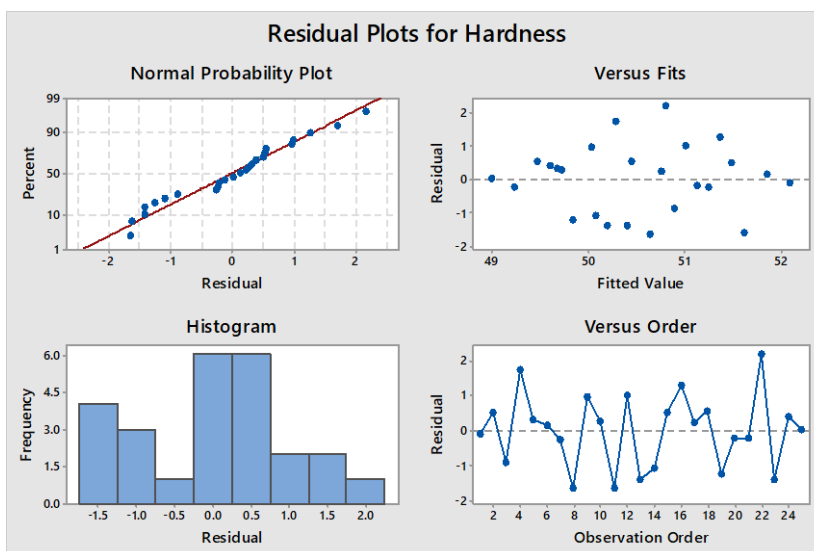 Residual Plots for Hardness
Normal Probability Plot
99
90
50
10
1
Percent
-2 -1 0 1 2
Residual
Versus Fits
2
1
0
-1
-2
Residual
49 50 51 52
Fitted Value
Histogram
6.0
4.5
3.0
1.5
0.0
Frequency
-1.5 -1.0 -0.5 0.0 0.5 1.0 1.5 2.0
Residual
Versus Order
2
1
0
-1
-2
Residual
2 4 6 8 10 12 14 16 18 20 22 24
Observation Order